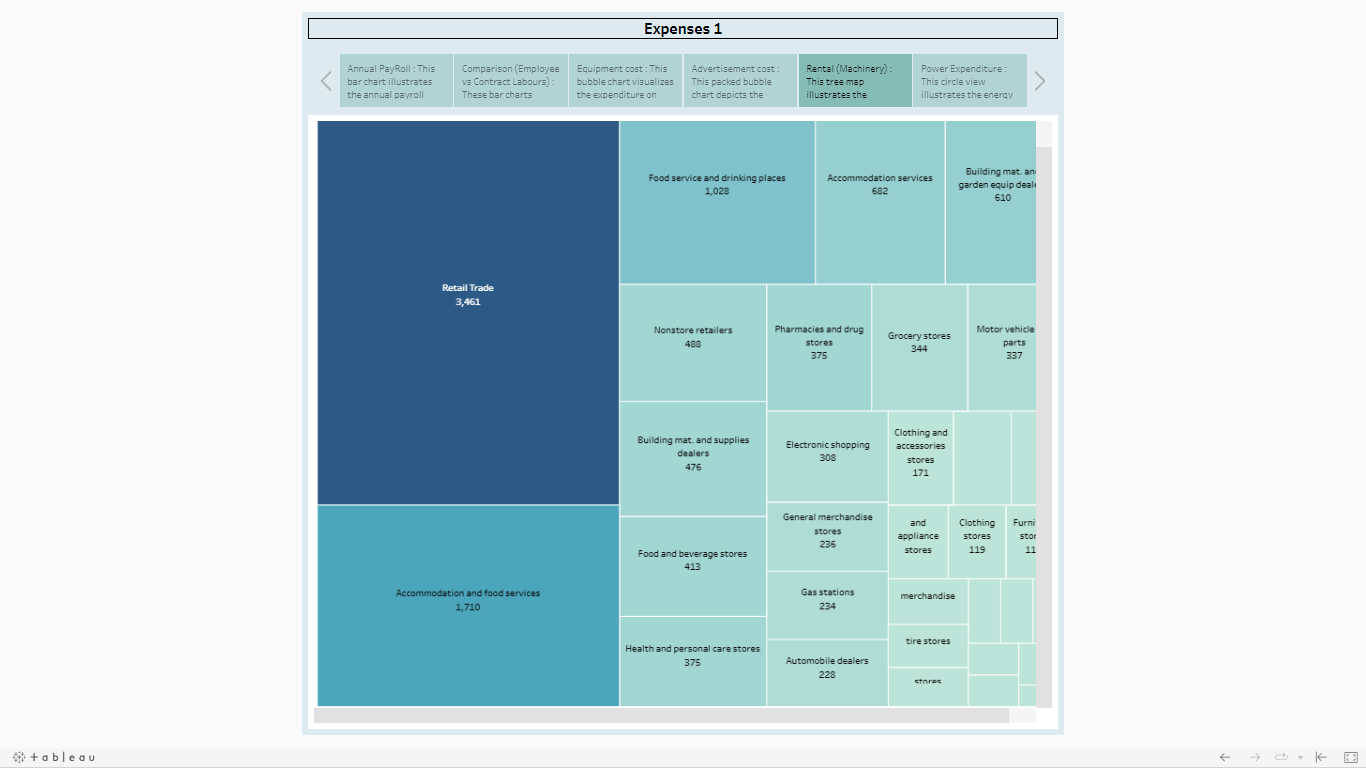 Expenses 1
Annual PayRoll : This
bar chart illustrates
the annual payroll
Comparison (Employee
vs Contract Labours) :
These bar charts
Equipment cost : This
bubble chart visualizes
the expenditure on
Advertisement cost :
This packed bubble
chart depicts the
Rental (Machinery) :
This tree map
illustrates the
Power Expenditure :
This circle view
illustrates the energy
Retail Trade
3,461
Accommodation and food services
1,710
Food service and drinking places
1,028
Accommodation services
682
Building mat. an
garden equip deale
610
Nonstore retailers
488
Pharmacies and drug
stores
375
Grocery stores
344
Motor vehicle
parts
337
Building mat. and supplies
dealers
476
Electronic shopping
308
Clothing and
accessories
stores
171
General merchandise
stores
236
and
appliance
stores
Clothing
stores
119
Furni
stor
11
Food and beverage stores
413
Gas stations
234
merchandise
tire stores
Health and personal care stores
375
Automobile dealers
228
stores
+ableau